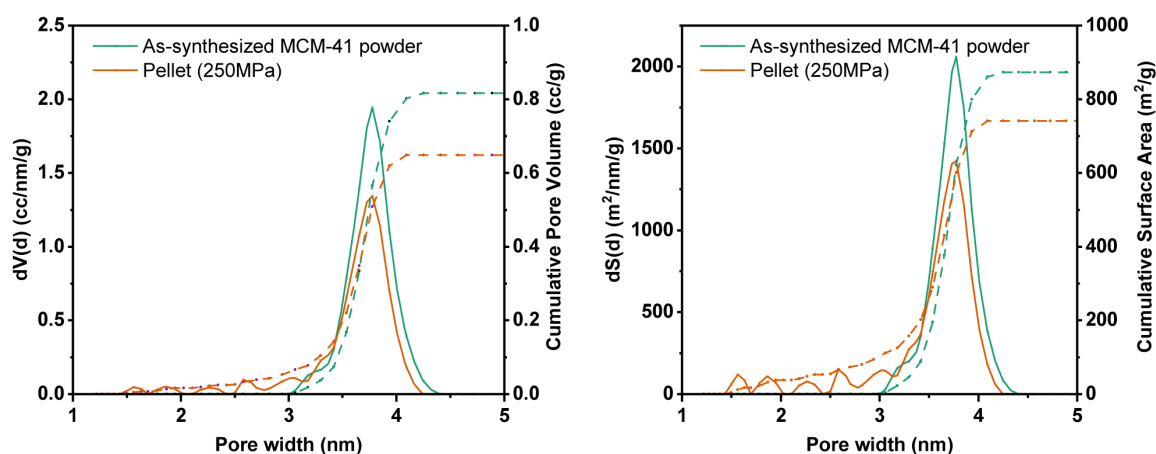 As-synthesized MCM-41 powder
Pellet (250MPa)
dV(d) (cc/nm/g)
2.5
2.0
1.5
1.0
0.5
0.0
1 2 3 4 5
Pore width (nm)
1.0
0.8
0.6
0.4
0.2
0.0
Cumulative Pore Volume (cc/g)
As-synthesized MCM-41 powder
Pellet (250MPa)
dS(d) (m²/nm/g)
2000
1500
1000
500
0
1 2 3 4 5
Pore width (nm)
1000
800
600
400
200
0
Cumulative Surface Area (m²/g)